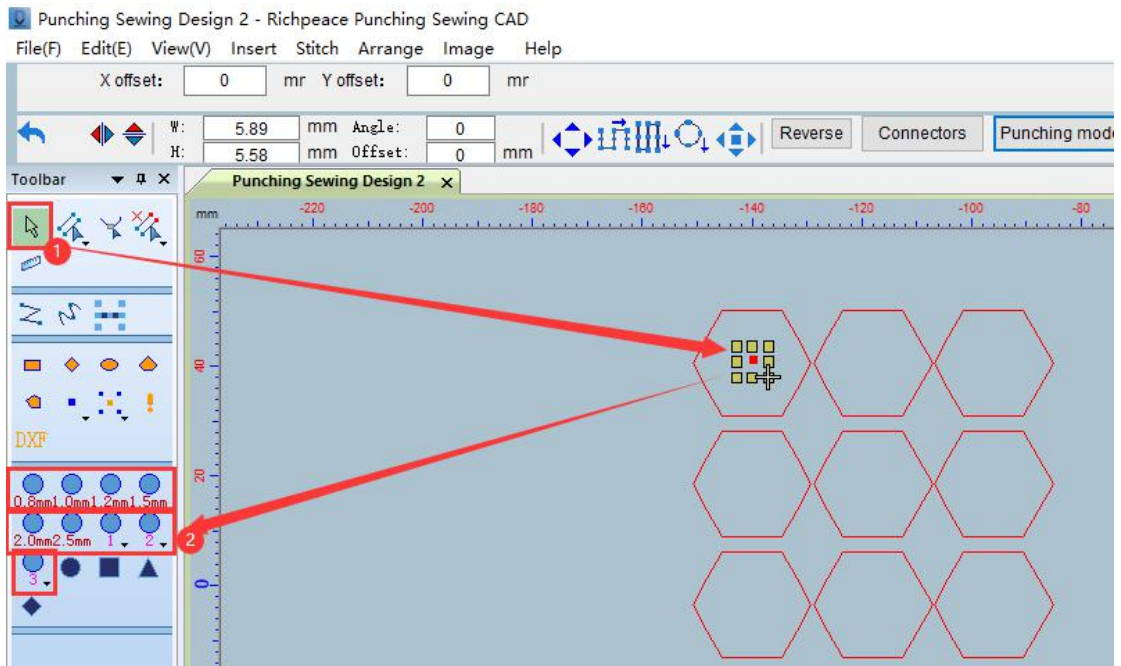 Punching Sewing Design 2 - Richpeace Punching Sewing CAD
File(F) Edit(E) View(V) Insert Stitch Arrange Image Help
X offset: 0 mr Y offset: 0 mr
W: 5.89 mm Angle: 0
H: 5.58 mm Offset: 0 mm
Reverse Connectors Punching mode
Toolbar
Punching Sewing Design 2
mm -220 -200 -180 -160 -140 -120 -100 -80
1
60
40
DXF
20
0.8mm 1.0mm 1.2mm 1.5mm
2.0mm 2.5mm 1 2
2
3
0